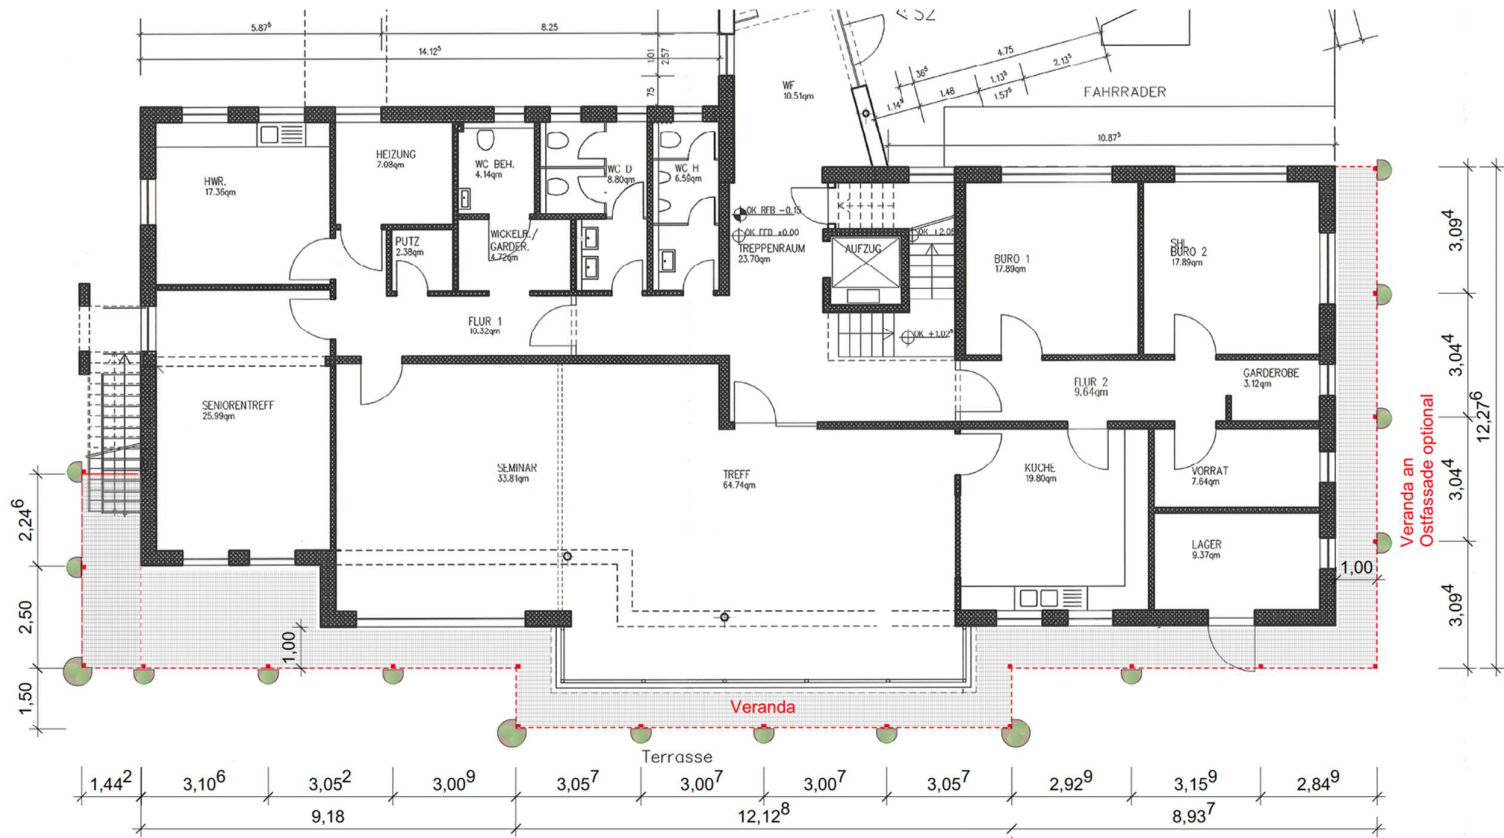 5.87⁵
8.25
14.12⁵
1.01
2.57
75
WF
10.51qm
36⁵
4.75
1.14⁵
1.48
1.13⁵
1.57⁵
2.13⁵
FAHRRÄDER
10.87⁵
HWR.
17.36qm
HEIZUNG
7.08qm
WC BEH.
4.14qm
WC D
8.80qm
WC H
6.59qm
PUTZ
2.38qm
WICKELR./
GARDER.
4.72qm
OK RFB -0.15
OK FFB ±0.00
TREPPENRAUM
23.70qm
AUFZUG
BÜRO 1
17.89qm
SHL
BÜRO 2
17.89qm
FLUR 1
10.32qm
OK +1.02⁵
SENIORENTREFF
25.99qm
SEMINAR
33.81qm
TREFF
64.74qm
FLUR 2
9.64qm
GARDEROBE
3.12qm
KÜCHE
19.80qm
VORRAT
7.64qm
LAGER
9.37qm
3,09⁴
3,04⁴
3,04⁴
3,09⁴
12,27⁶
Veranda an
Ostfassade optional
1,00
2,24⁶
2,50
1,50
1,00
Veranda
Terrasse
1,44²
3,10⁶
3,05²
3,00⁹
3,05⁷
3,00⁷
3,00⁷
3,05⁷
2,92⁹
3,15⁹
2,84⁹
9,18
12,12⁸
8,93⁷